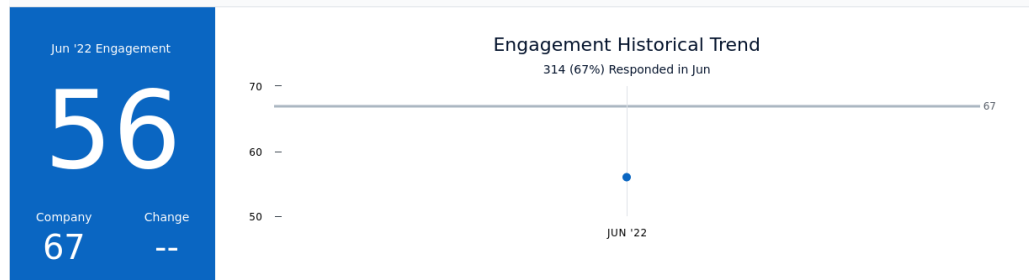 Jun '22 Engagement
56
Company
Change
67
--
Engagement Historical Trend
314 (67%) Responded in Jun
70
67
60
50
JUN '22